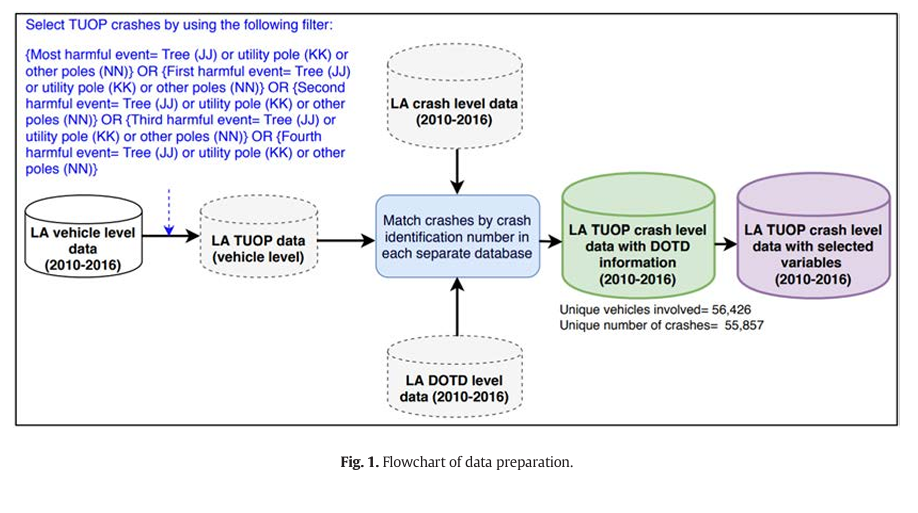 Select TUOP crashes by using the following filter:
{Most harmful event= Tree (JJ) or utility pole (KK) or
other poles (NN)} OR {First harmful event= Tree (JJ)
or utility pole (KK) or other poles (NN)} OR {Second
harmful event= Tree (JJ) or utility pole (KK) or other
poles (NN)} OR {Third harmful event= Tree (JJ) or
utility pole (KK) or other poles (NN)} OR {Fourth
harmful event= Tree (JJ) or utility pole (KK) or other
poles (NN)}
LA crash level data
(2010-2016)
LA vehicle level
data
(2010-2016)
LA TUOP data
(vehicle level)
Match crashes by crash
identification number in
each separate database
LA TUOP crash level
data with DOTD
information
(2010-2016)
LA TUOP crash level
data with selected
variables
(2010-2016)
Unique vehicles involved= 56,426
Unique number of crashes= 55,857
LA DOTD level
data (2010-2016)
Fig. 1. Flowchart of data preparation.